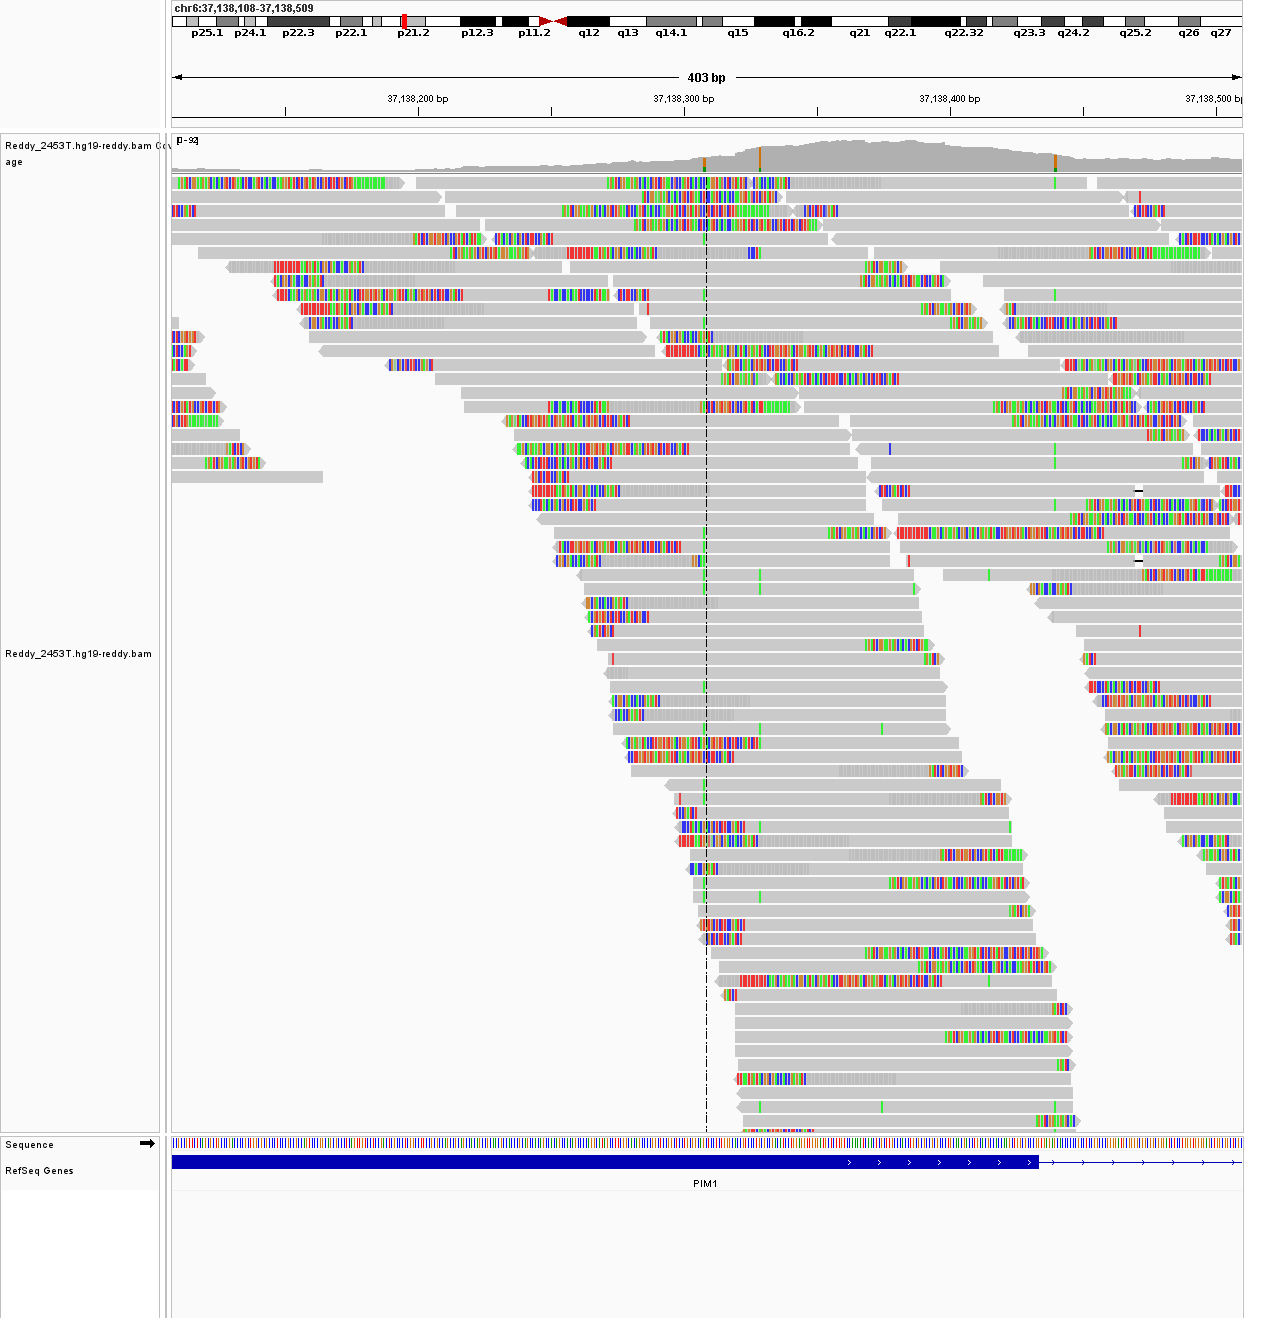 chr6:37,138,108-37,138,509
p25.1 p24.1 p22.3 p22.1 p21.2 p12.3 p11.2 q12 q13 q14.1 q15 q16.2 q21 q22.1 q22.32 q23.3 q24.2 q25.2 q26 q27
403 bp
37,138,200 bp 37,138,300 bp 37,138,400 bp 37,138,500 bp
Reddy_2453T.hg19-reddy.bam Cov
age
[0 - 92]
Reddy_2453T.hg19-reddy.bam
Sequence
RefSeq Genes
PIM1